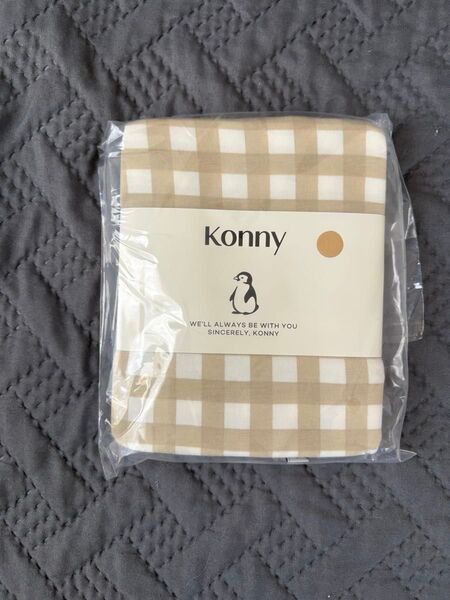 Konny
WE'LL ALWAYS BE WITH YOU
SINCERELY, KONNY